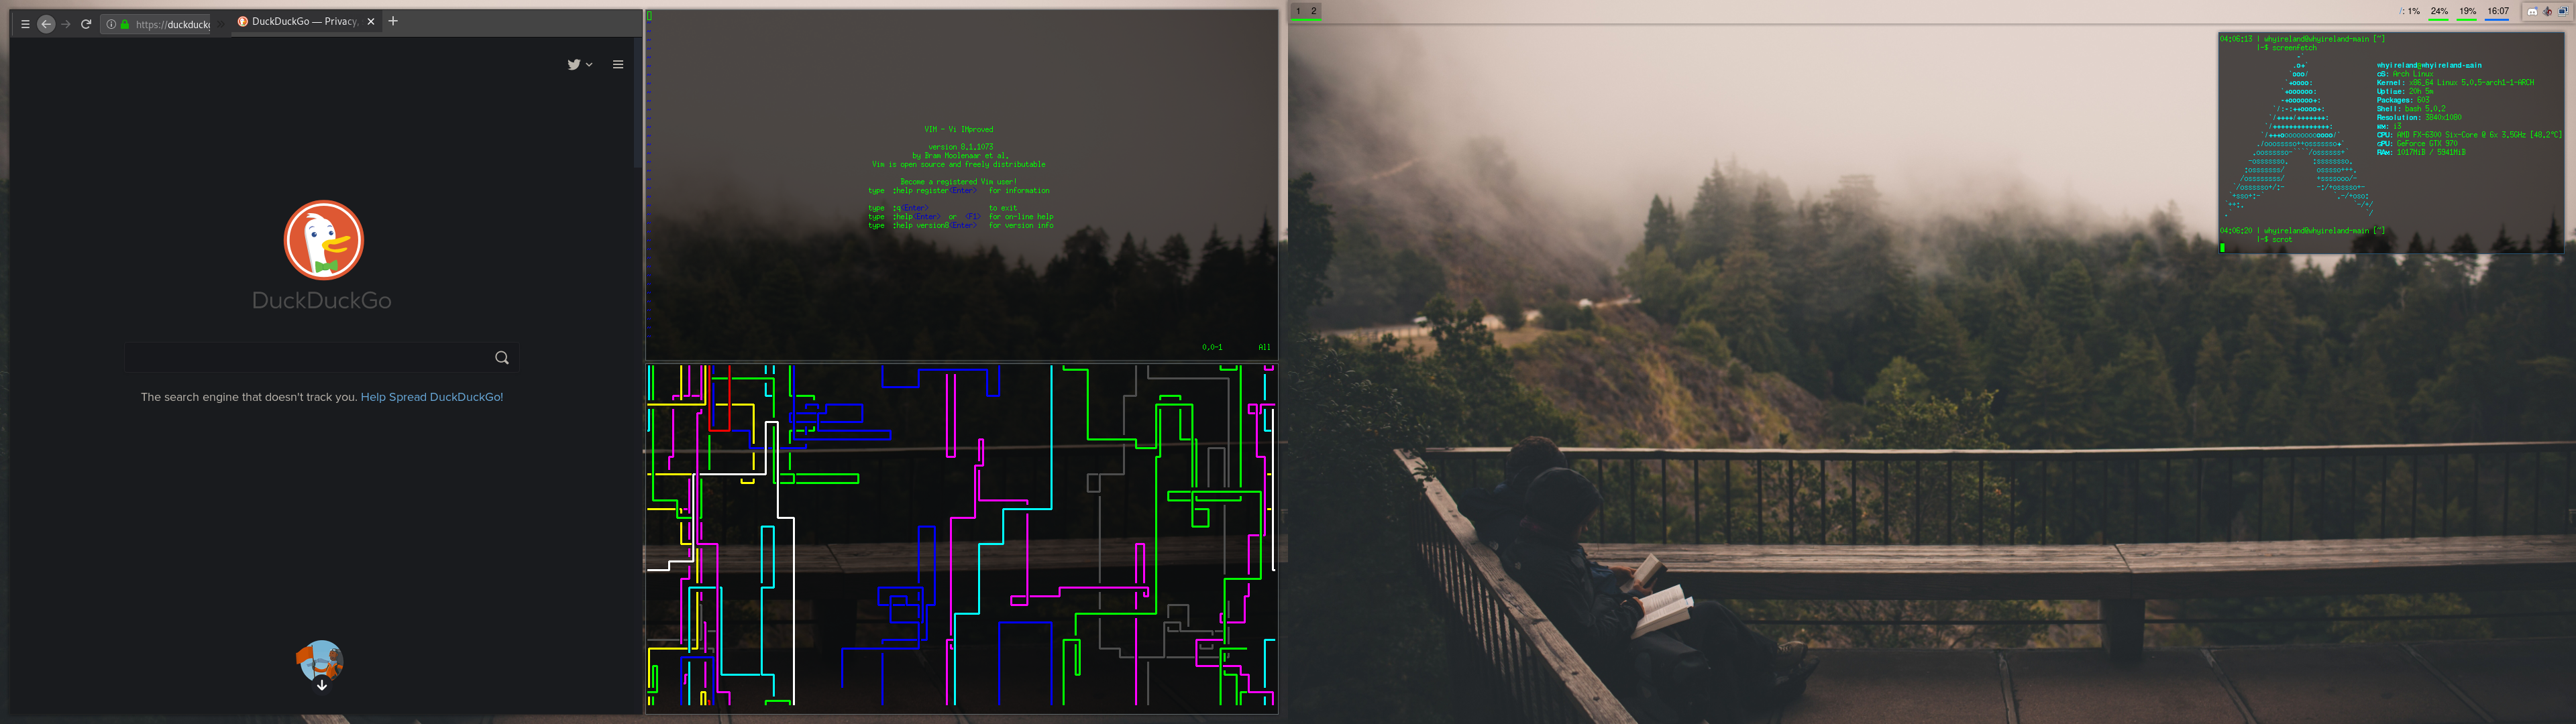 https://duckduckg
DuckDuckGo — Privacy,
DuckDuckGo
The search engine that doesn't track you. Help Spread DuckDuckGo!
VIM - Vi IMproved
version 8.1.1073
by Bram Moolenaar et al.
Vim is open source and freely distributable
Become a registered Vim user!
type :help register<Enter> for information
type :q<Enter> to exit
type :help<Enter> or <F1> for on-line help
type :help version8<Enter> for version info
0,0-1 All
1 2
1% 24% 19% 16:07
04:06:13 | whyireland@whyireland-main [~]
|-$ screenfetch
whyireland@whyireland-main
OS: Arch Linux
Kernel: x86_64 Linux 5.0.5-arch1-1-ARCH
Uptime: 20h 5m
Packages: 603
Shell: bash 5.0.2
Resolution: 3840x1080
WM: i3
CPU: AMD FX-6300 Six-Core @ 6x 3.5GHz [48.2°C]
GPU: GeForce GTX 970
RAM: 1017MiB / 5941MiB
04:06:20 | whyireland@whyireland-main [~]
|-$ scrot